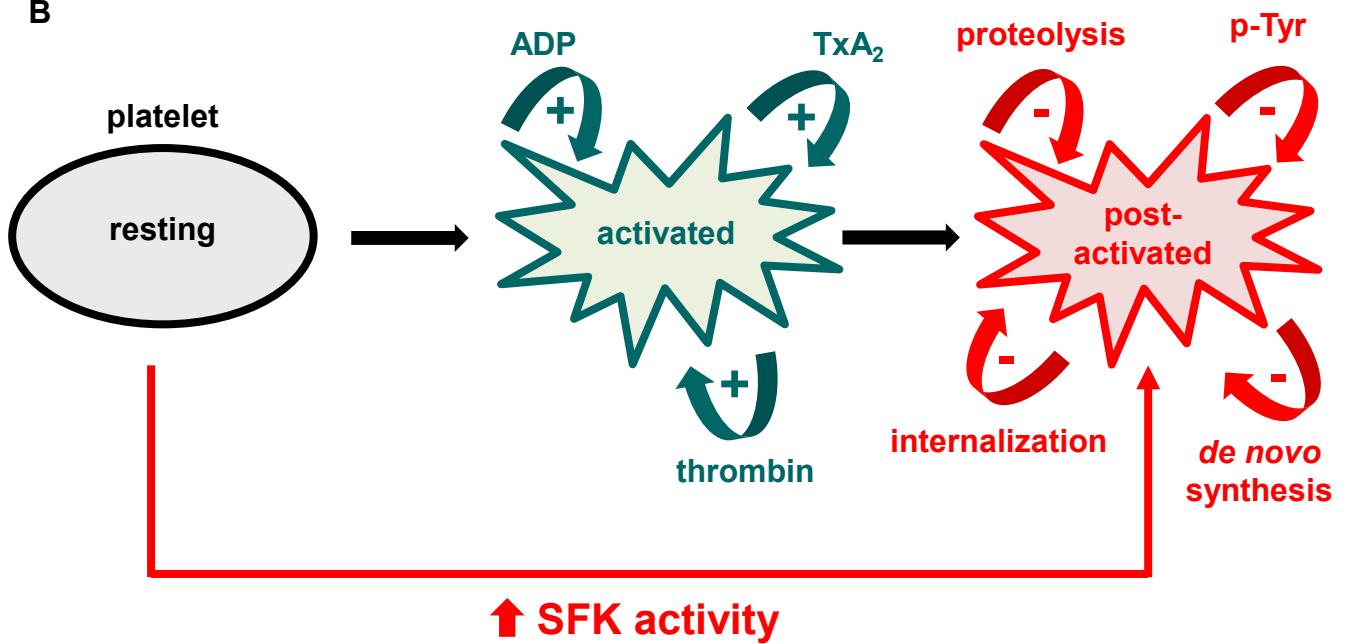 B
platelet
resting
ADP
+
TxA₂
+
activated
+
thrombin
proteolysis
-
p-Tyr
-
post-
activated
-
internalization
-
de novo
synthesis
SFK activity